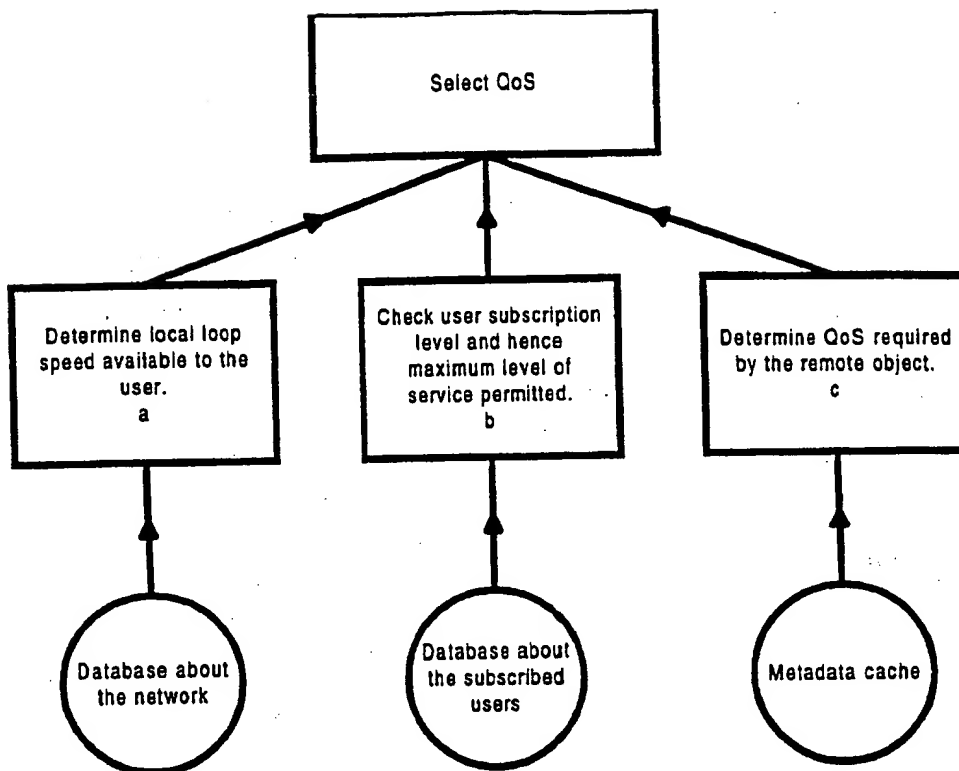 Select QoS
Determine local loop
speed available to the
user.
a
Check user subscription
level and hence
maximum level of
service permitted.
b
Determine QoS required
by the remote object.
c
Database about
the network
Database about
the subscribed
users
Metadata cache